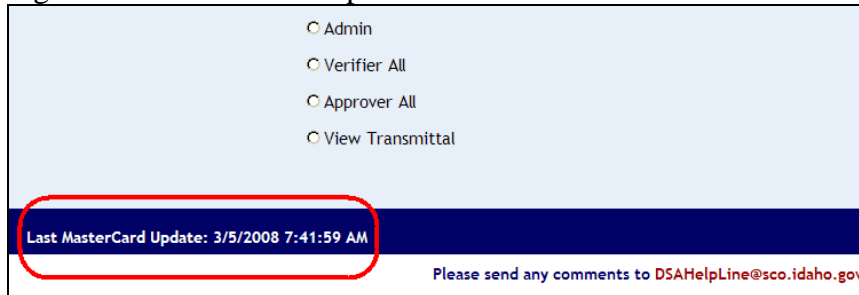 Admin
Verifier All
Approver All
View Transmittal
Last MasterCard Update: 3/5/2008 7:41:59 AM
Please send any comments to DSAHelpLine@sco.idaho.gov